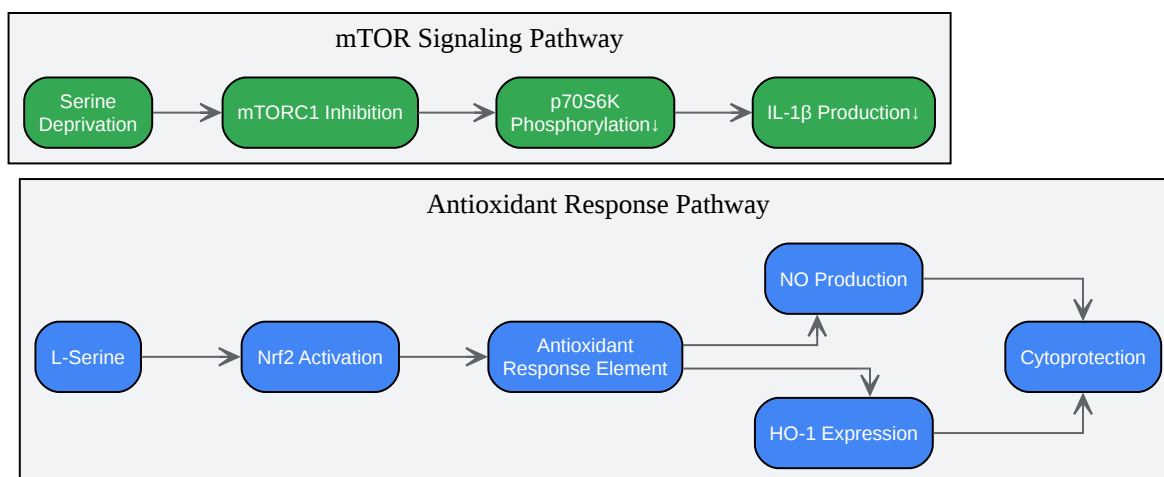 mTOR Signaling Pathway
Serine
Deprivation
mTORC1 Inhibition
p70S6K
Phosphorylation↓
IL-1β Production↓
Antioxidant Response Pathway
NO Production
L-Serine
Nrf2 Activation
Antioxidant
Response Element
Cytoprotection
HO-1 Expression